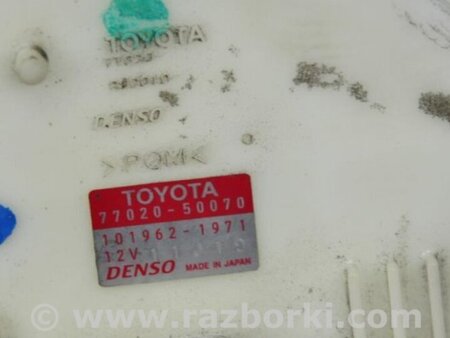 TOYOTA
DENSO
>POM<
TOYOTA
77020-50070
101962-1971
12V
DENSO MADE IN JAPAN
www.razborki.com